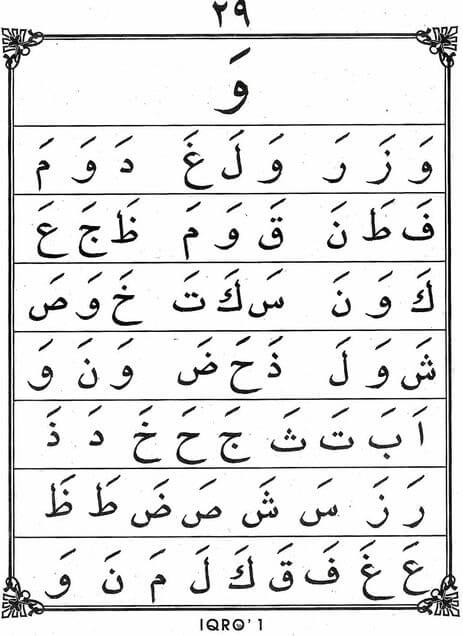 ٢٩
وَ
وَ زَ رَ وَ لَ غَ دَ وَ مَ
فَ طَ نَ قَ وَ مَ ظَ جَ عَ
كَ وَ نَ سَ كَ تَ خَ وَ صَ
شَ وَ لَ ذَ حَ ضَ وَ نَ وَ
اَ بَ تَ ثَ جَ حَ خَ دَ ذَ
رَ زَ سَ شَ صَ ضَ طَ ظَ
عَ غَ فَ قَ كَ لَ مَ نَ وَ
IQRO' 1